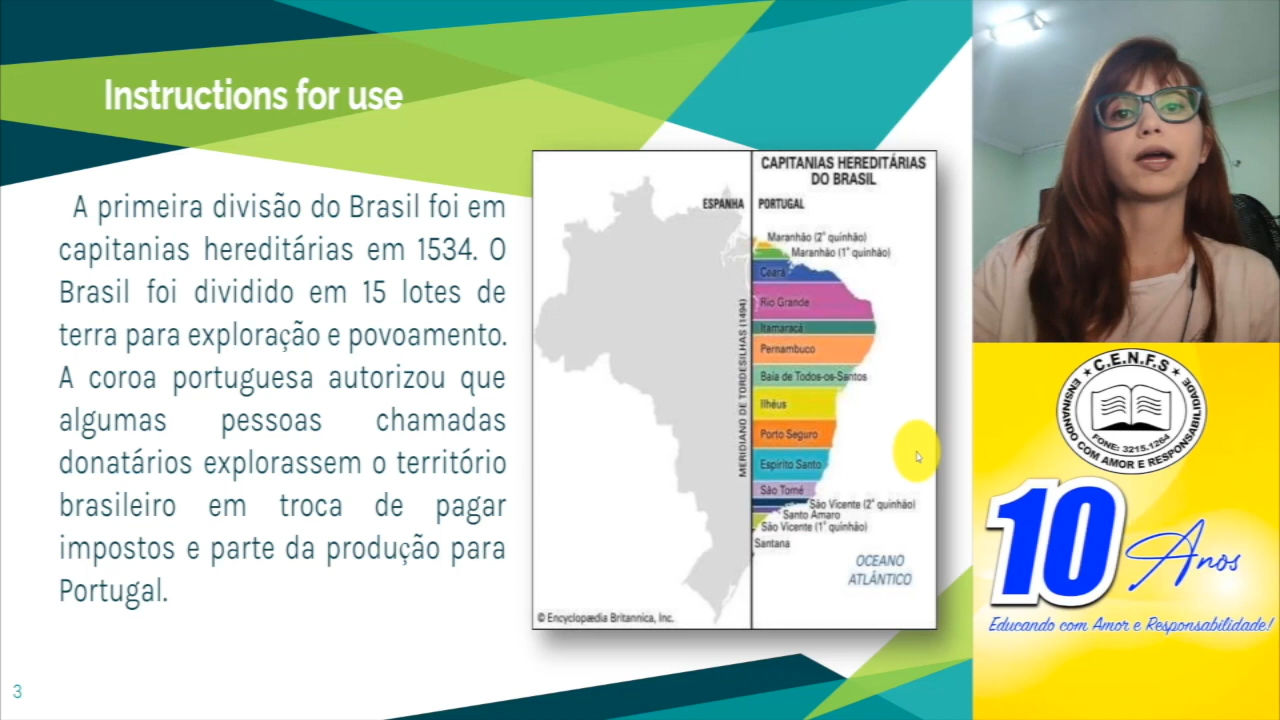 Instructions for use
A primeira divisão do Brasil foi em
capitanias hereditárias em 1534. O
Brasil foi dividido em 15 lotes de
terra para exploração e povoamento.
A coroa portuguesa autorizou que
algumas pessoas chamadas
donatários explorassem o território
brasileiro em troca de pagar
impostos e parte da produção para
Portugal.
3
CAPITANIAS HEREDITÁRIAS
DO BRASIL
ESPANHA
PORTUGAL
MERIDIANO DE TORDESILHAS (1494)
Maranhão (2° quinhão)
Maranhão (1° quinhão)
Ceará
Rio Grande
Itamaracá
Pernambuco
Baía de Todos-os-Santos
Ilhéus
Porto Seguro
Espírito Santo
São Tomé
São Vicente (2° quinhão)
Santo Amaro
São Vicente (1° quinhão)
Santana
OCEANO
ATLÂNTICO
© Encyclopædia Britannica, Inc.
C.E.N.F.S
ENSINANDO COM AMOR E RESPONSABILIDADE
FONE: 3215.1264
10
Anos
Educando com Amor e Responsabilidade!